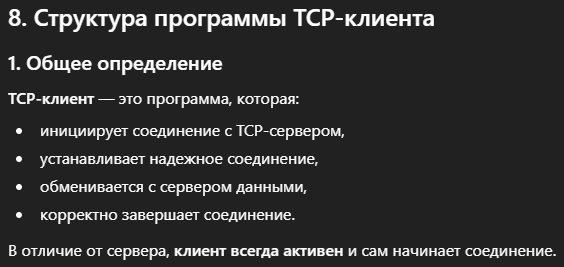 8. Структура программы TCP-клиента
1. Общее определение
TCP-клиент — это программа, которая:
• инициирует соединение с TCP-сервером,
• устанавливает надежное соединение,
• обменивается с сервером данными,
• корректно завершает соединение.
В отличие от сервера, клиент всегда активен и сам начинает соединение.